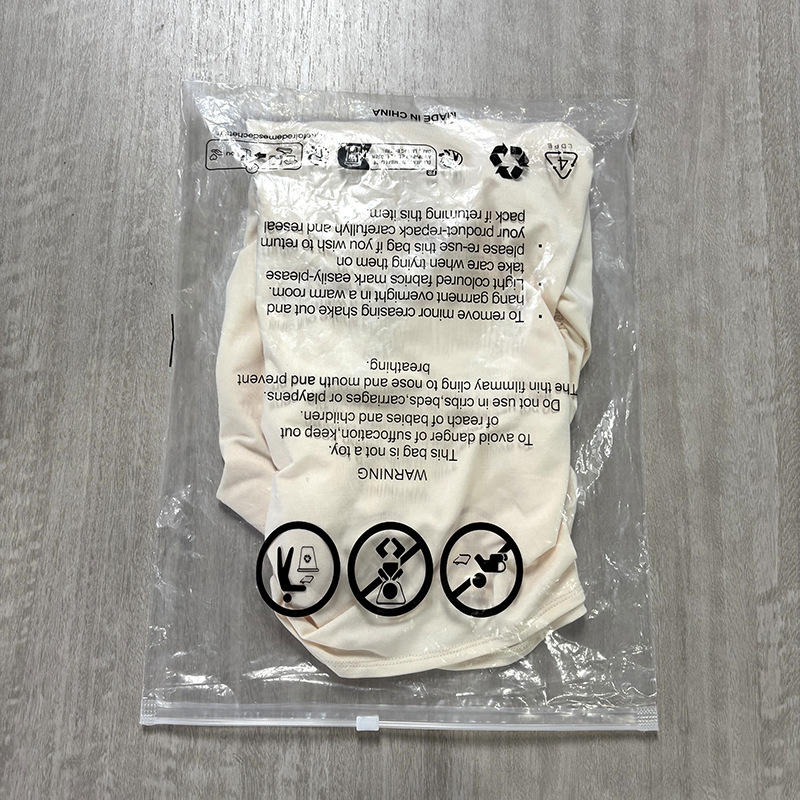 WARNING
This bag is not a toy.
To avoid danger of suffocation,keep out
of reach of babies and children.
Do not use in cribs,beds,carriages or playpens.
The thin firmmay cling to nose and mouth and prevent
breathing.
• To remove minor creasing shake out and
hang garment overnight in a warm room.
• Light coloured fabrics mark easily-please
take care when trying them on
• please re-use this bag if you wish to return
your product-repack carefullyh and reseal
pack if returning this item.
4
LDPE
MADE IN CHINA